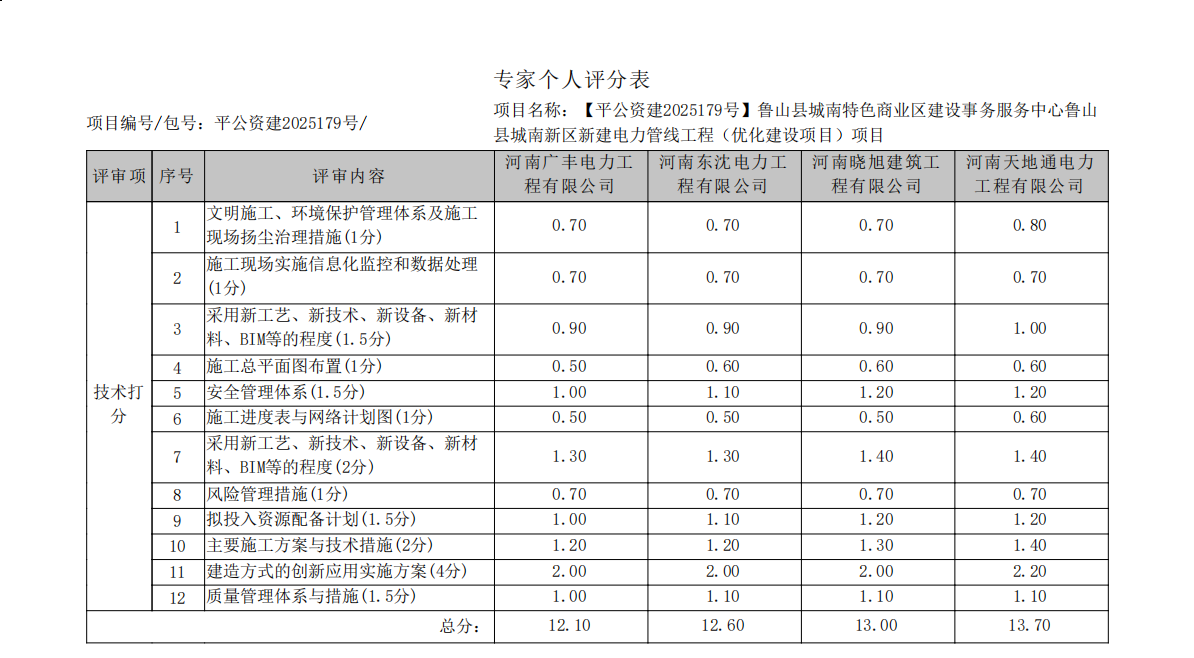 专家个人评分表
项目编号/包号：平公资建2025179号/
项目名称：【平公资建2025179号】鲁山县城南特色商业区建设事务服务中心鲁山
县城南新区新建电力管线工程（优化建设项目）项目
评审项 序号 评审内容 河南广丰电力工 河南东沈电力工 河南晓旭建筑工 河南天地通电力
程有限公司 程有限公司 程有限公司 工程有限公司
技术打
分
1 文明施工、环境保护管理体系及施工
现场扬尘治理措施(1分) 0.70 0.70 0.70 0.80
2 施工现场实施信息化监控和数据处理
(1分) 0.70 0.70 0.70 0.70
3 采用新工艺、新技术、新设备、新材
料、BIM等的程度(1.5分) 0.90 0.90 0.90 1.00
4 施工总平面图布置(1分) 0.50 0.60 0.60 0.60
5 安全管理体系(1.5分) 1.00 1.10 1.20 1.20
6 施工进度表与网络计划图(1分) 0.50 0.50 0.50 0.60
7 采用新工艺、新技术、新设备、新材
料、BIM等的程度(2分) 1.30 1.30 1.40 1.40
8 风险管理措施(1分) 0.70 0.70 0.70 0.70
9 拟投入资源配备计划(1.5分) 1.00 1.10 1.20 1.20
10 主要施工方案与技术措施(2分) 1.20 1.20 1.30 1.40
11 建造方式的创新应用实施方案(4分) 2.00 2.00 2.00 2.20
12 质量管理体系与措施(1.5分) 1.00 1.10 1.10 1.10
总分： 12.10 12.60 13.00 13.70